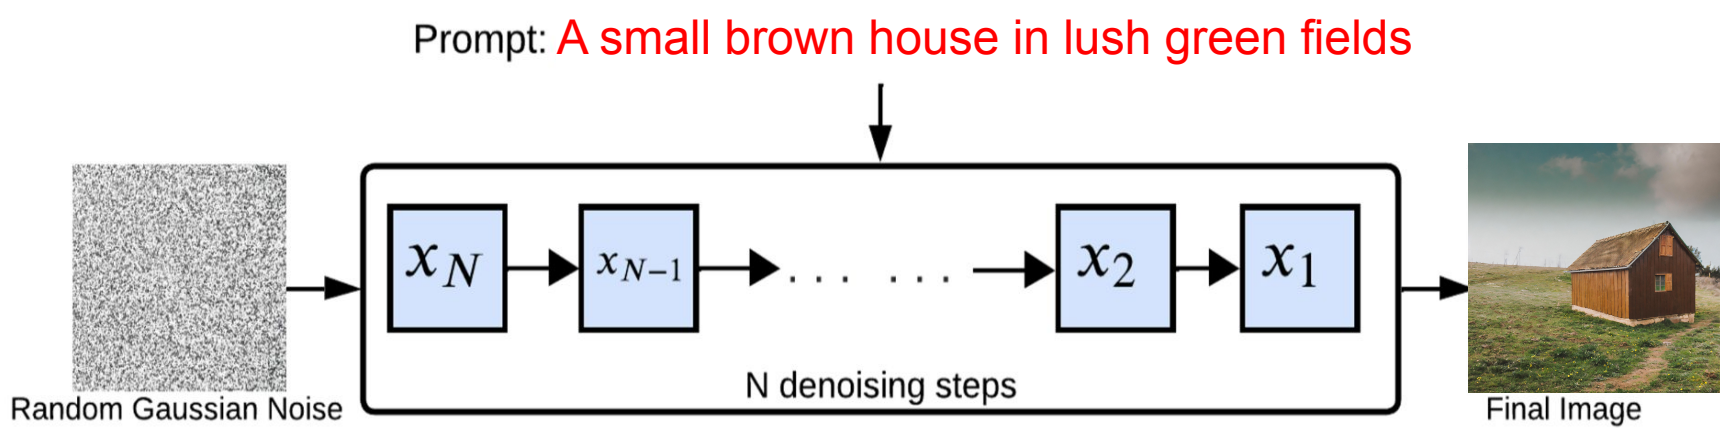 Prompt: A small brown house in lush green fields
x_N x_{N-1} . . . . . . x_2 x_1
N denoising steps
Random Gaussian Noise
Final Image